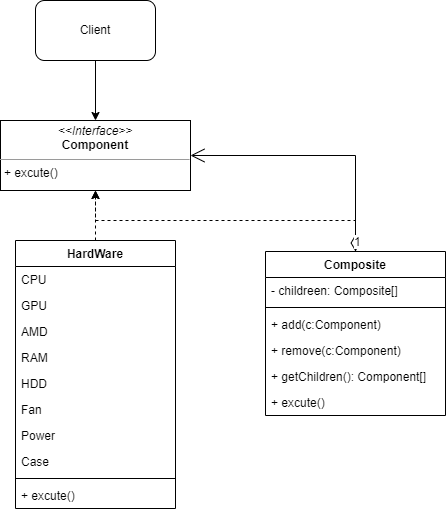 Client
<<Interface>>
Component
+ excute()
1
HardWare
CPU
GPU
AMD
RAM
HDD
Fan
Power
Case
+ excute()
Composite
- childreen: Composite[]
+ add(c:Component)
+ remove(c:Component)
+ getChildren(): Component[]
+ excute()